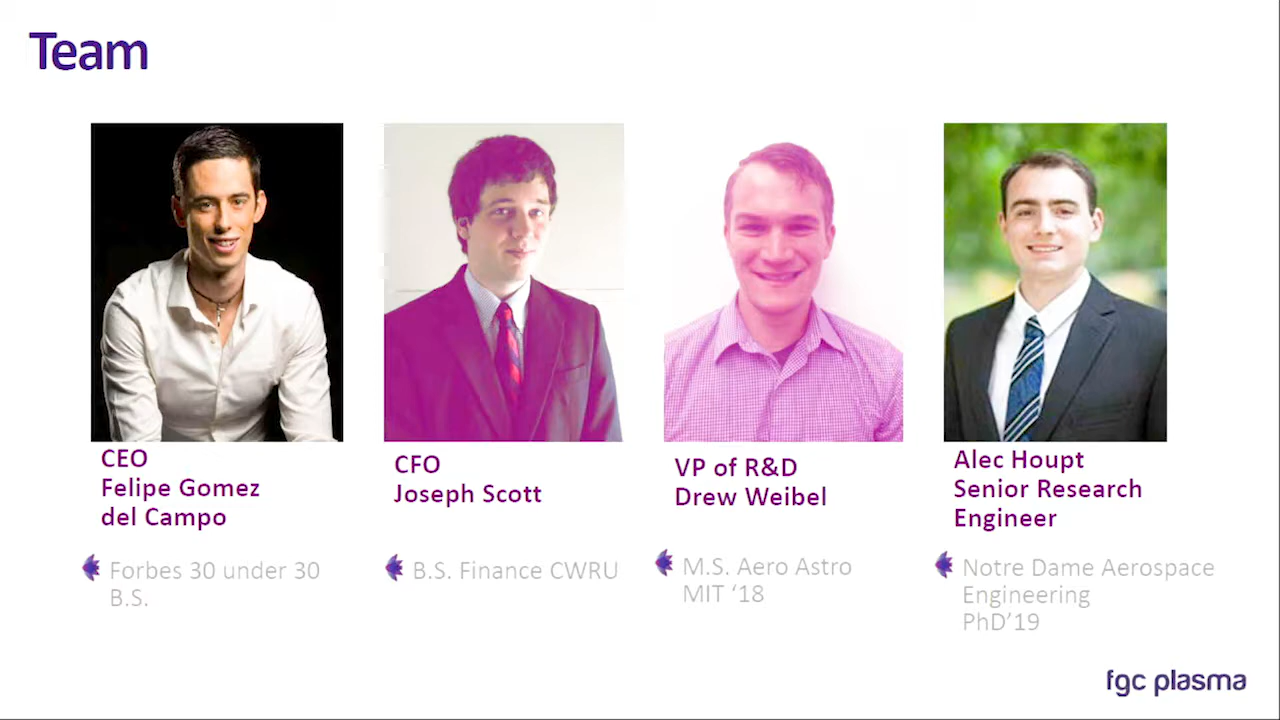 Team
CEO
Felipe Gomez
del Campo
Forbes 30 under 30
B.S.
CFO
Joseph Scott
B.S. Finance CWRU
VP of R&D
Drew Weibel
M.S. Aero Astro
MIT ‘18
Alec Houpt
Senior Research
Engineer
Notre Dame Aerospace
Engineering
PhD’19
fgc plasma